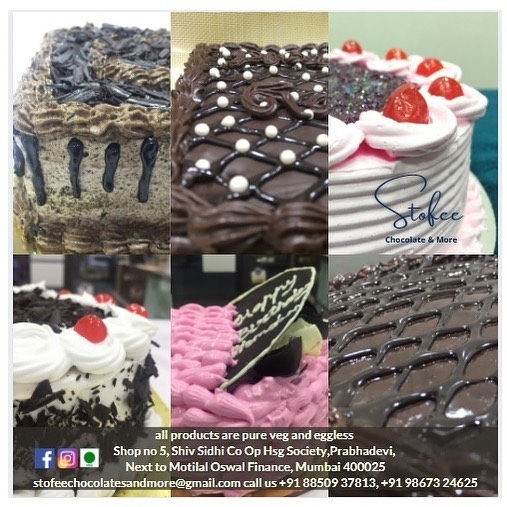 Stofee
Chocolate & More
Happy
Birthday
all products are pure veg and eggless
Shop no 5, Shiv Sidhi Co Op Hsg Society,Prabhadevi,
Next to Motilal Oswal Finance, Mumbai 400025
stofeechocolatesandmore@gmail.com call us +91 88509 37813, +91 98673 24625